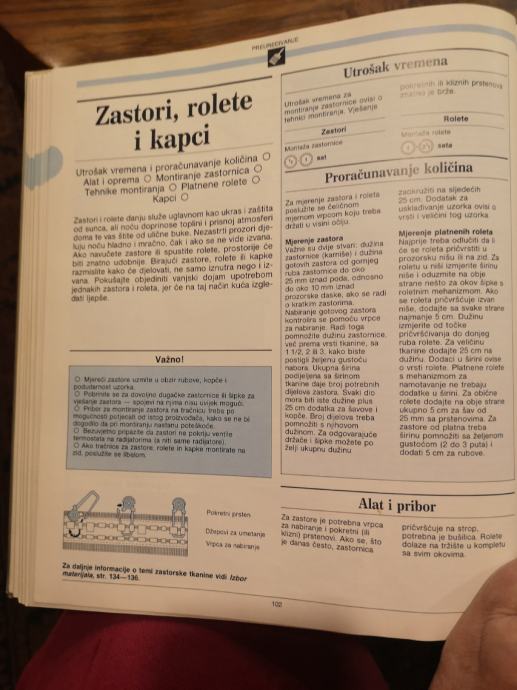 PREUREĐIVANJE
Zastori, rolete
i kapci
Utrošak vremena i proračunavanje količina ○
Alat i oprema ○ Montiranje zastornica ○
Tehnike montiranja ○ Platnene rolete ○
Kapci ○
Zastori i rolete danju služe uglavnom kao ukras i zaštita
od sunca, ali noću doprinose toplini i prisnoj atmosferi
doma te vas štite od ulične buke. Nezastrti prozori dje-
luju noću hladno i mračno, čak i ako se ne vide izvana.
Ako navučete zastore ili spustite rolete, prostorije će
biti znatno udobnije. Birajući zastore, rolete ili kapke
razmislite kako će djelovati, ne samo iznutra nego i iz-
vana. Pokušajte objediniti vanjski dojam upotrebom
jednakih zastora i roleta, jer će na taj način kuća izgle-
dati ljepše.
Važno!
○ Mjereći zastore uzmite u obzir rubove, kopče i
podudarnost uzorka.
○ Pobrinite se za dovoljno dugačke zastornice ili šipke za
vješanje zastora — spojeve na njima nisu uvijek mogući.
○ Pribor za montiranje zastora na tračnicu treba po
mogućnosti potjecati od istog proizvođača, kako se ne bi
dogodilo da pri montiranju nastanu poteškoće.
○ Bezuvjetno pripazite da zastori ne pokriju ventile
termostata na radijatorima (a niti same radijatore).
○ Ako tračnice za zastore, rolete in kapke montirate na
zid, poslužite se libelom.
Pokretni prsten
Džepovi za umetanje
Vrpca za nabiranje
Za daljnje informacije o temi zastorske tkanine vidi Izbor
materijala, str. 134—136.
Utrošak vremena
Utrošak vremena za
montiranje zastornice ovisi o
tehnici montiranja. Vješanje
pokretnih ili kliznih prstenova
znatno je brže.
Zastori
Montaža zastornice
sat
Rolete
Montaža rolete
sata
Proračunavanje količina
Za mjerenje zastora i roleta
poslužite se čeličnom
mjernom vrpcom koju treba
držati u visini očiju.
Mjerenje zastora
Važne su dvije stvari: dužina
zastornice (karniše) i dužina
gotovih zastora od gornjeg
ruba zastornice do oko
25 mm iznad poda, odnosno
do oko 10 mm iznad
prozorske daske, ako se radi
o kratkim zastorima.
Nabiranje gotovog zastora
kontrolira se pomoću vrpce
za nabiranje. Radi toga
pomnožite dužinu zastornice,
već prema vrsti tkanine, sa
1 1/2, 2 ili 3, kako biste
postigli željenu gustoću
nabora. Ukupna širina
podijeljena sa širinom
tkanine daje broj potrebnih
dijelova zastora. Svaki do
mora biti iste dužine plus
25 cm dodatka za šavove i
kopče. Broj dijelova treba
pomnožiti s njihovom
dužinom. Za odgovarajuće
držače i šipke možete po
želji ukupnu dužinu
zaokružiti na sljedećih
25 cm. Dodatak za
usklađivanje uzorka ovisi o
vrsti i veličini tog uzorka.
Mjerenje platnenih roleta
Najprije treba odlučiti da li
će se roleta pričvrstiti u
prozorsku nišu ili na zid. Za
roletu u niši izmjerite širinu
niše i oduzmite na obje
strane nešto za okov šipke s
roletnim mehanizmom. Ako
se roleta pričvršćuje izvan
niše, dodajte sa svake strane
najmanje 5 cm. Dužinu
izmjerite od točke
pričvršćivanja do donjeg
ruba rolete. Za veličinu
tkanine dodajte 25 cm na
dužinu. Dodaci u širini ovise
o vrsti rolete. Platnene rolete
s mehanizmom za
namotavanje ne trebaju
dodatke u širini. Za obične
rolete dodajte na obje strane
ukupno 5 cm za šav od
25 mm sa prstenovima. Za
zastore od platna treba
širinu pomnožiti sa željenom
gustoćom (2 do 3 puta) i
dodati 5 cm za rubove.
Alat i pribor
Za zastore je potrebna vrpca
za nabiranje i pokretni (ili
klizni) prstenovi. Ako se, što
je danas često, zastornica
pričvršćuje na strop,
potrebna je bušilica. Rolete
dolaze na tržište u kompletu
sa svim okovima.
102